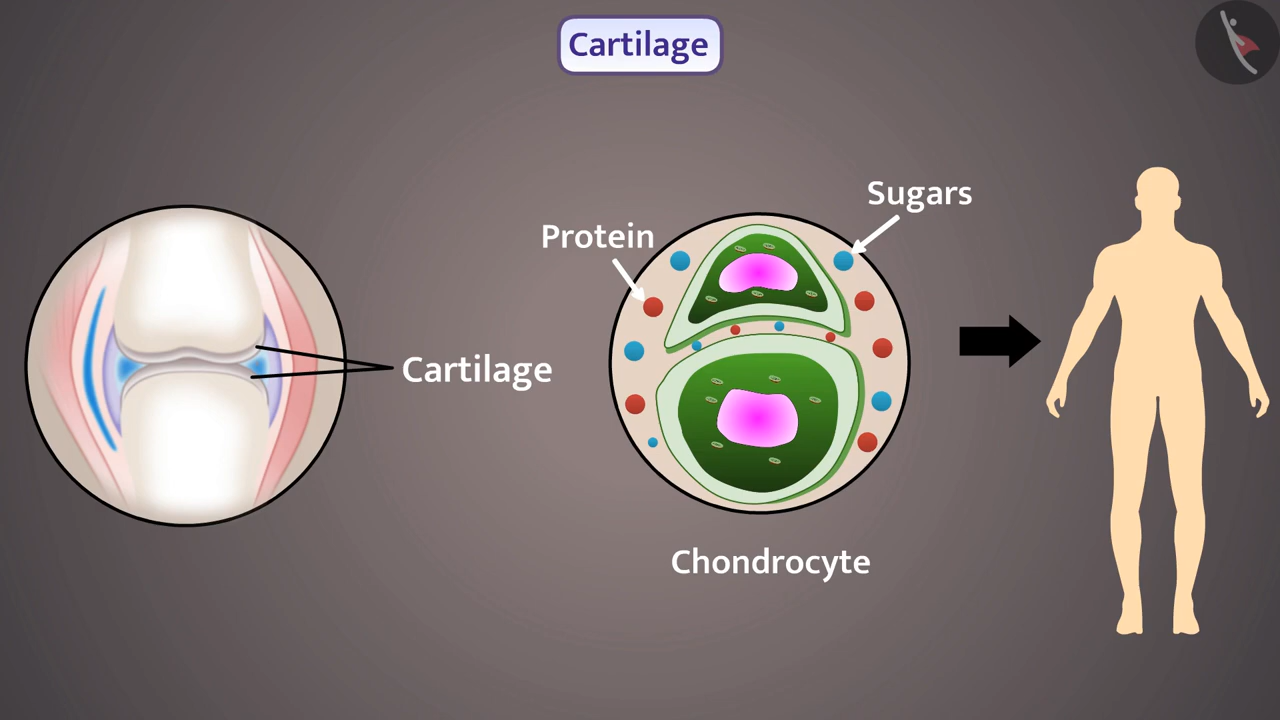 Cartilage
Sugars
Protein
Cartilage
Chondrocyte